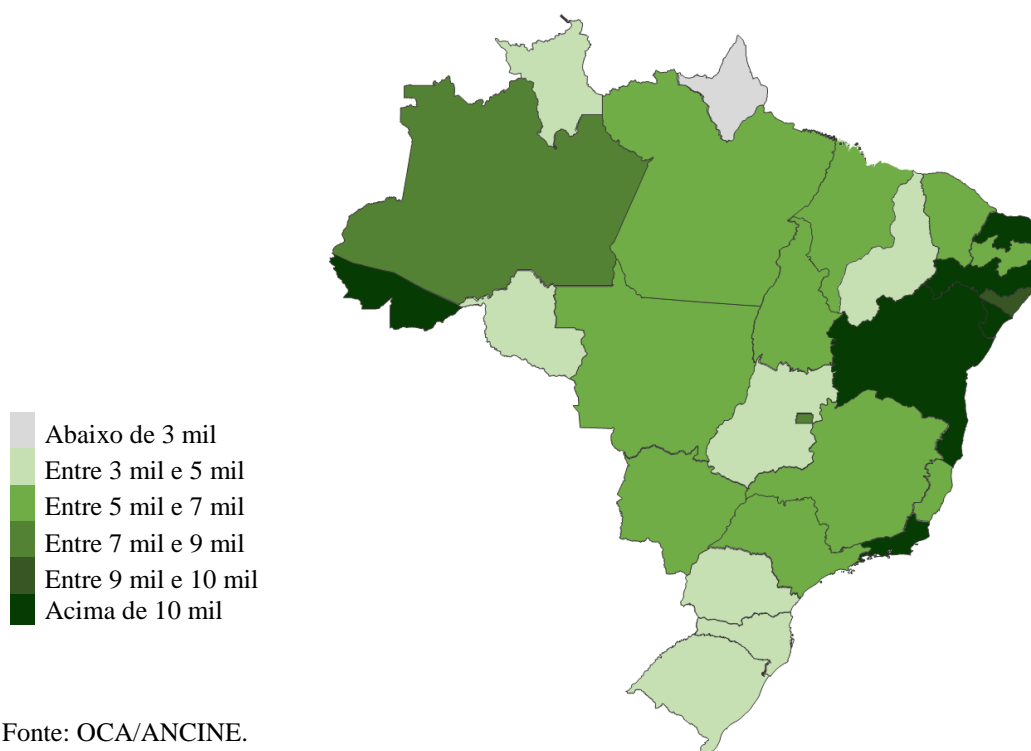 Abaixo de 3 mil
Entre 3 mil e 5 mil
Entre 5 mil e 7 mil
Entre 7 mil e 9 mil
Entre 9 mil e 10 mil
Acima de 10 mil
Fonte: OCA/ANCINE.